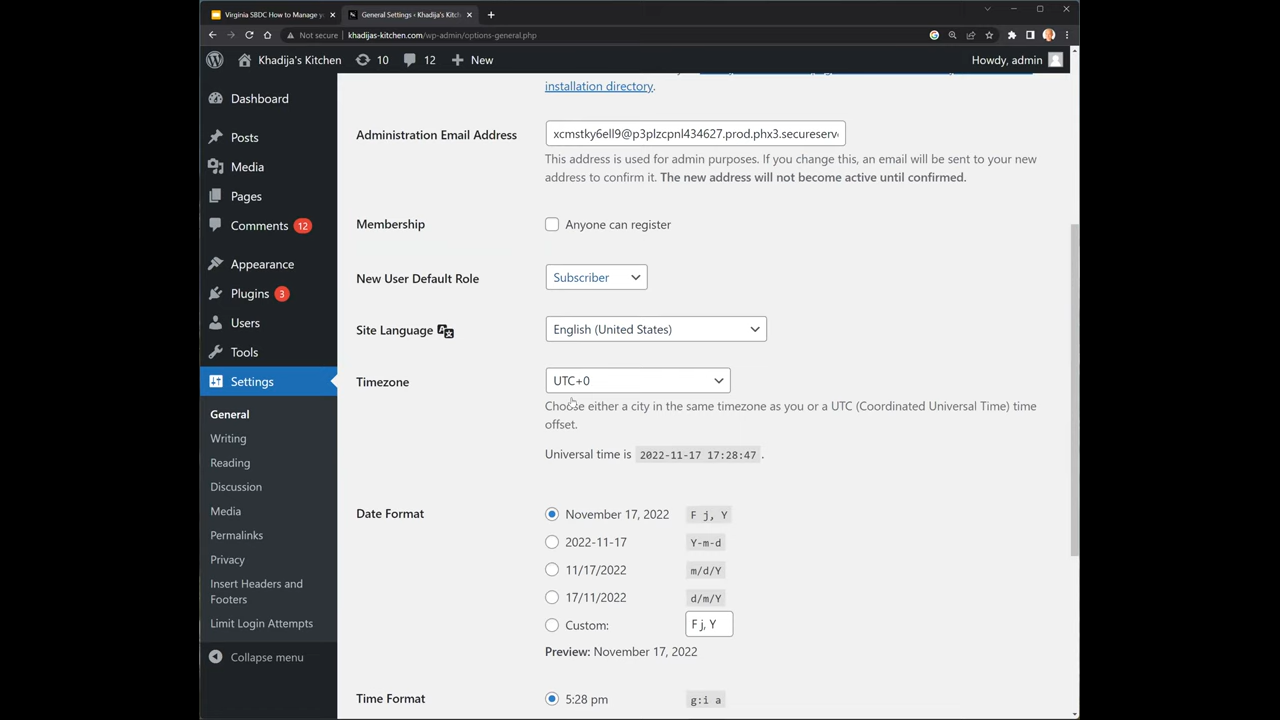 Virginia SBDC How to Manage yo
General Settings ‹ Khadija's Kitch
Not secure
khadijas-kitchen.com/wp-admin/options-general.php
Khadija's Kitchen
10
12
New
Howdy, admin
Dashboard
Posts
Media
Pages
Comments 12
Appearance
Plugins 3
Users
Tools
Settings
General
Writing
Reading
Discussion
Media
Permalinks
Privacy
Insert Headers and
Footers
Limit Login Attempts
Collapse menu
installation directory.
Administration Email Address
xcmstky6ell9@p3plzcpnl434627.prod.phx3.secureserv
This address is used for admin purposes. If you change this, an email will be sent to your new
address to confirm it. The new address will not become active until confirmed.
Membership
Anyone can register
New User Default Role
Subscriber
Site Language
English (United States)
Timezone
UTC+0
Choose either a city in the same timezone as you or a UTC (Coordinated Universal Time) time
offset.
Universal time is 2022-11-17 17:28:47 .
Date Format
November 17, 2022 F j, Y
2022-11-17 Y-m-d
11/17/2022 m/d/Y
17/11/2022 d/m/Y
Custom: F j, Y
Preview: November 17, 2022
Time Format
5:28 pm g:i a